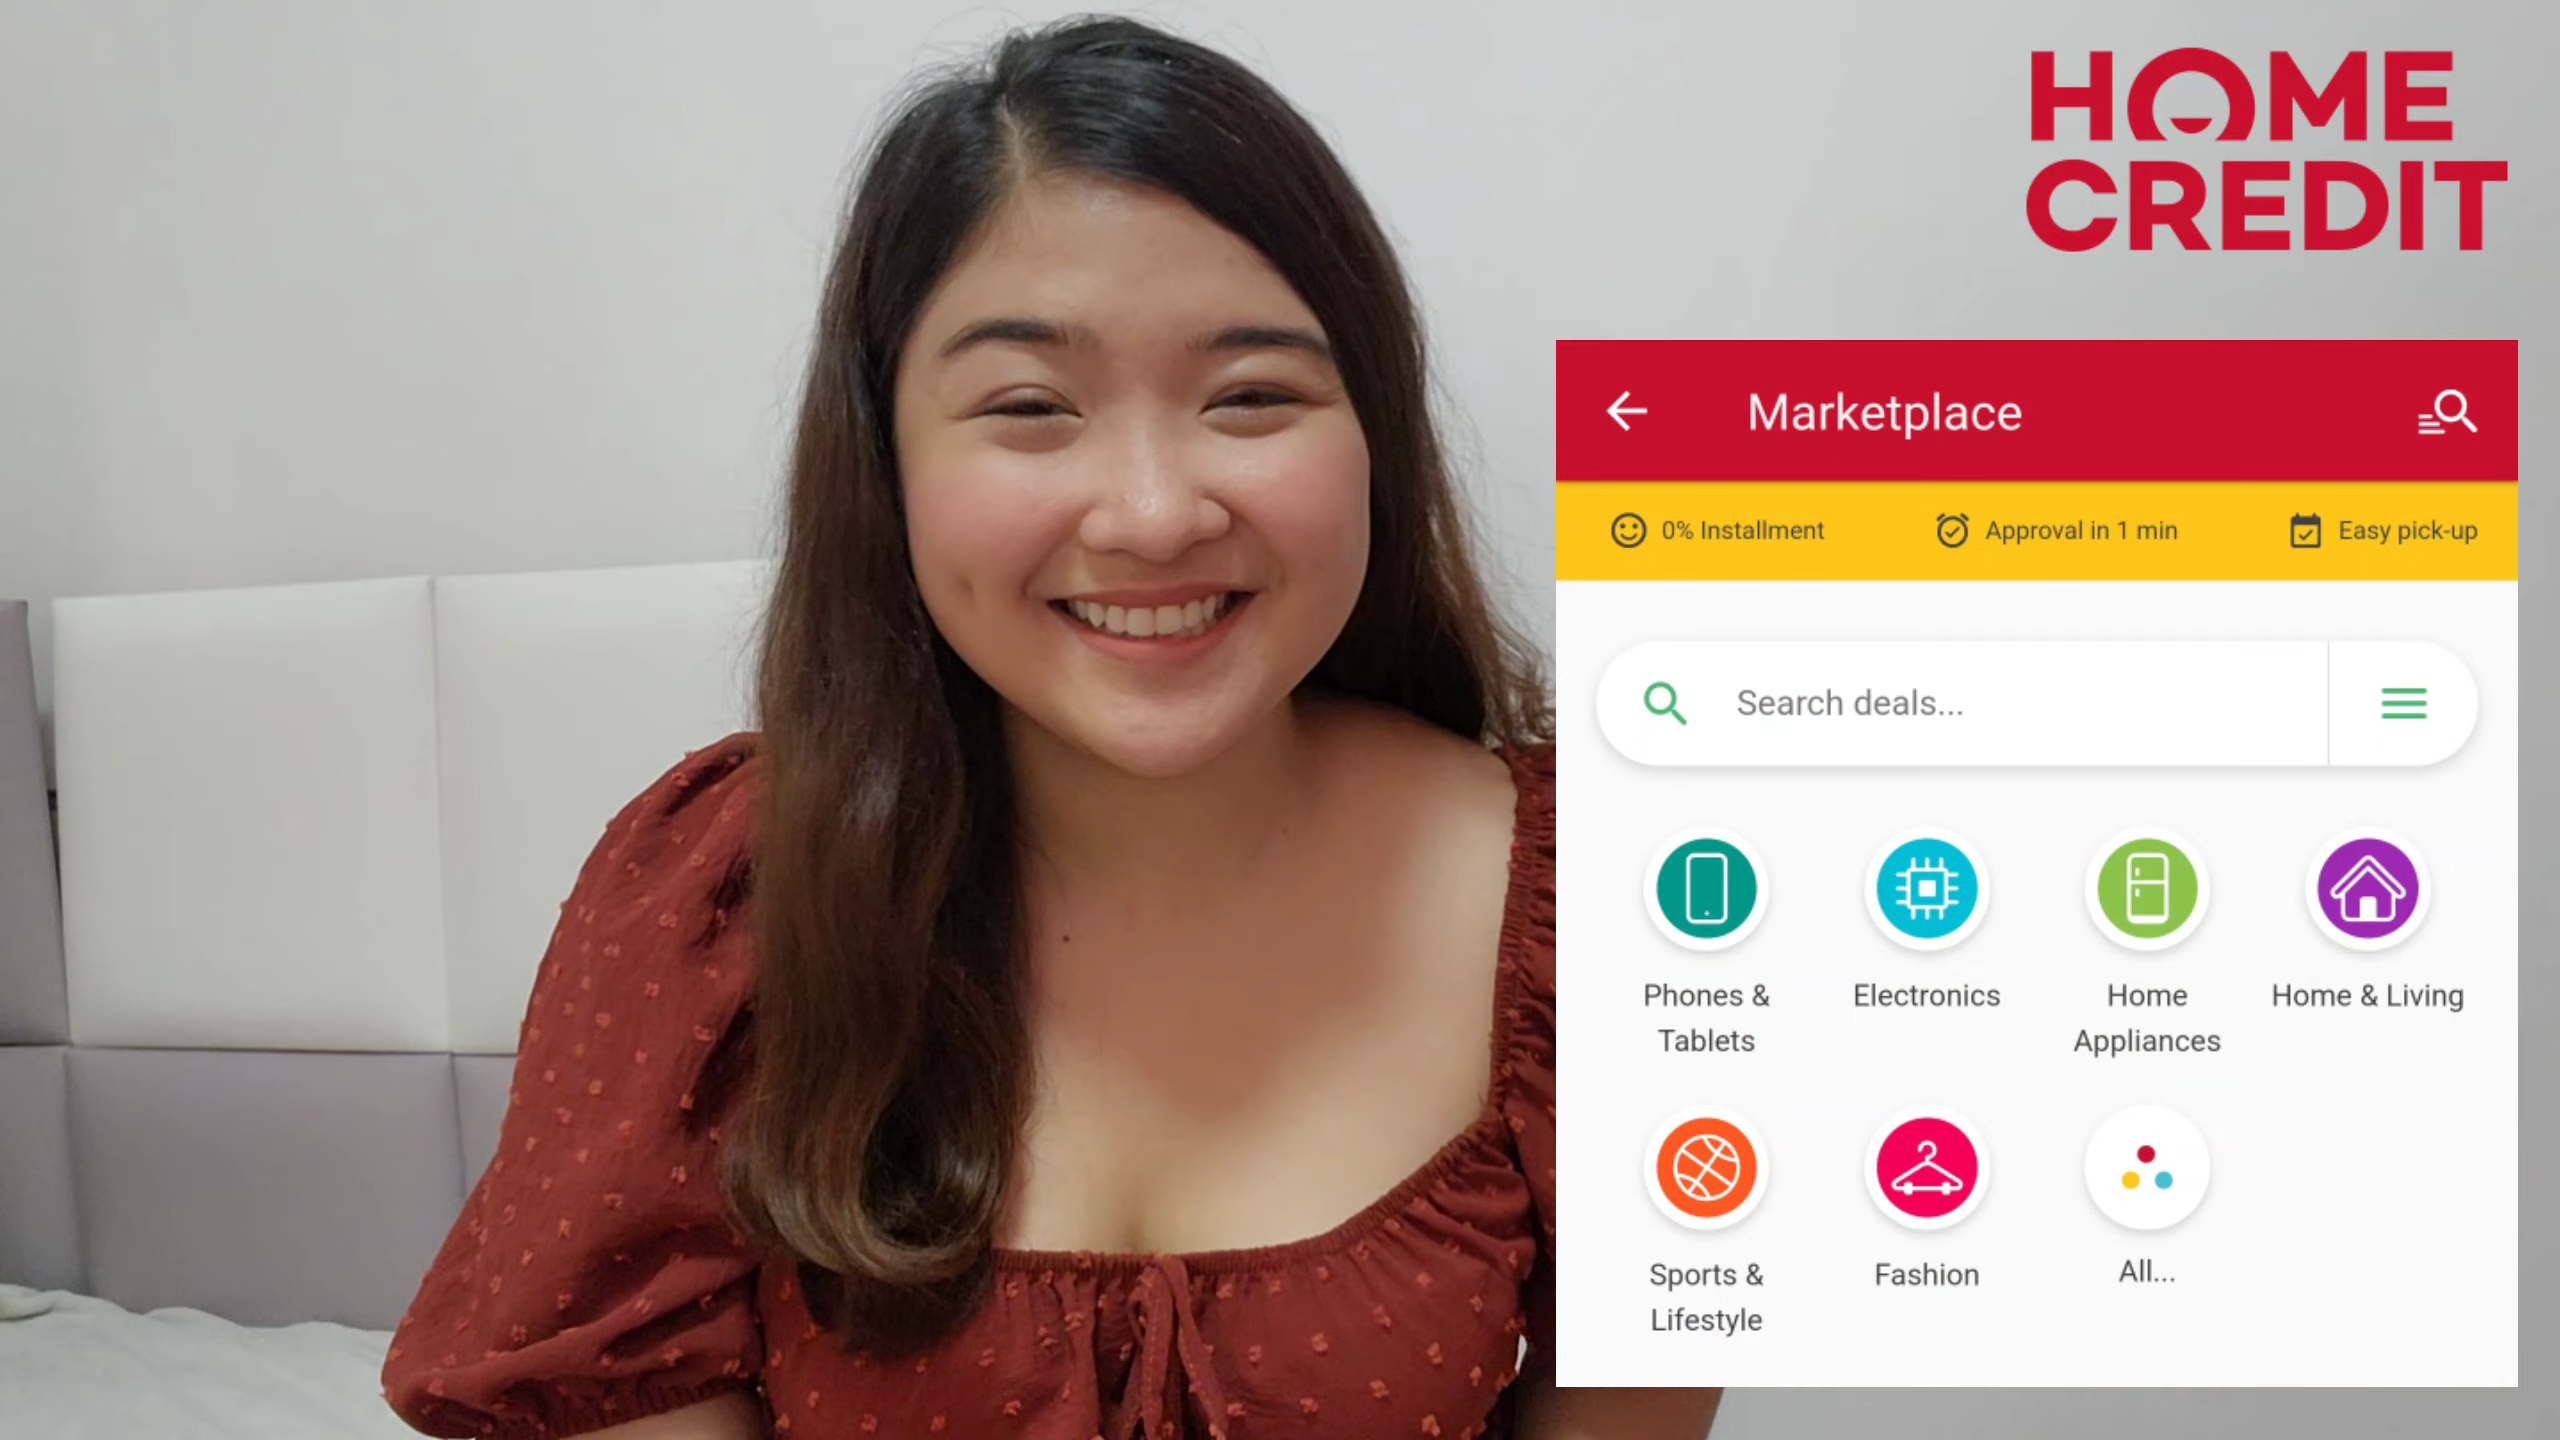 HOME
CREDIT
Marketplace
0% Installment
Approval in 1 min
Easy pick-up
Search deals...
Phones &
Tablets
Electronics
Home
Appliances
Home & Living
Sports &
Lifestyle
Fashion
All...